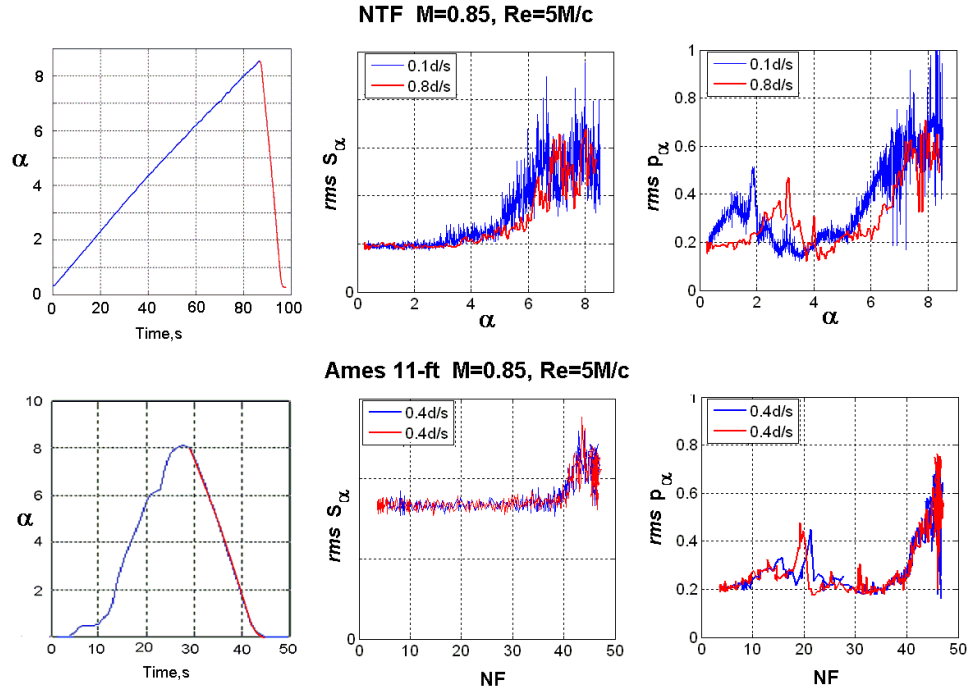 NTF M=0.85, Re=5M/c
8
6
4
2
0
α
0 20 40 60 80 100
Time,s
0.1d/s
0.8d/s
rms Sα
0
0 2 4 6 8
α
0.1d/s
0.8d/s
rms pα
1
0.8
0.6
0.4
0.2
0
0 2 4 6 8
α
Ames 11-ft M=0.85, Re=5M/c
10
8
6
4
2
α
0 10 20 30 40 50
Time,s
0.4d/s
0.4d/s
rms Sα
0
0 10 20 30 40 50
NF
0.4d/s
0.4d/s
rms pα
1
0.8
0.6
0.4
0.2
0
0 10 20 30 40 50
NF